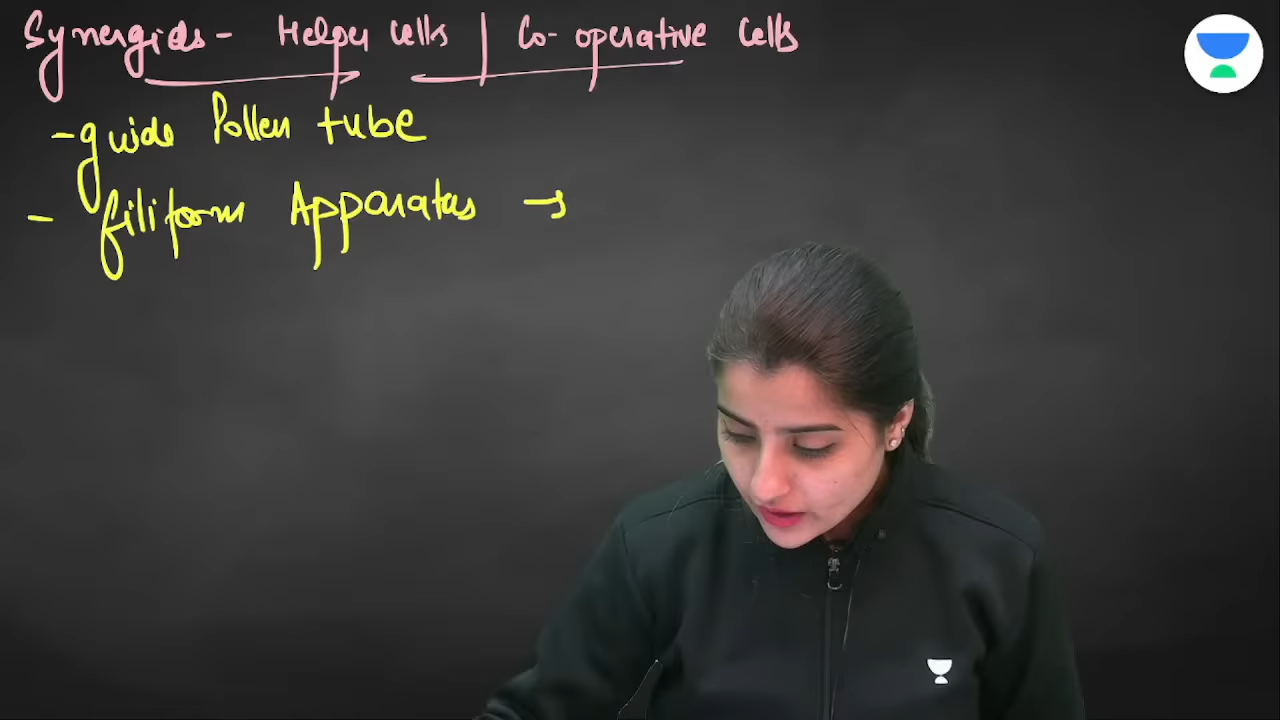 Synergids - Helper Cells | Co-operative Cells
- guide Pollen tube
- filiform Apparatus →